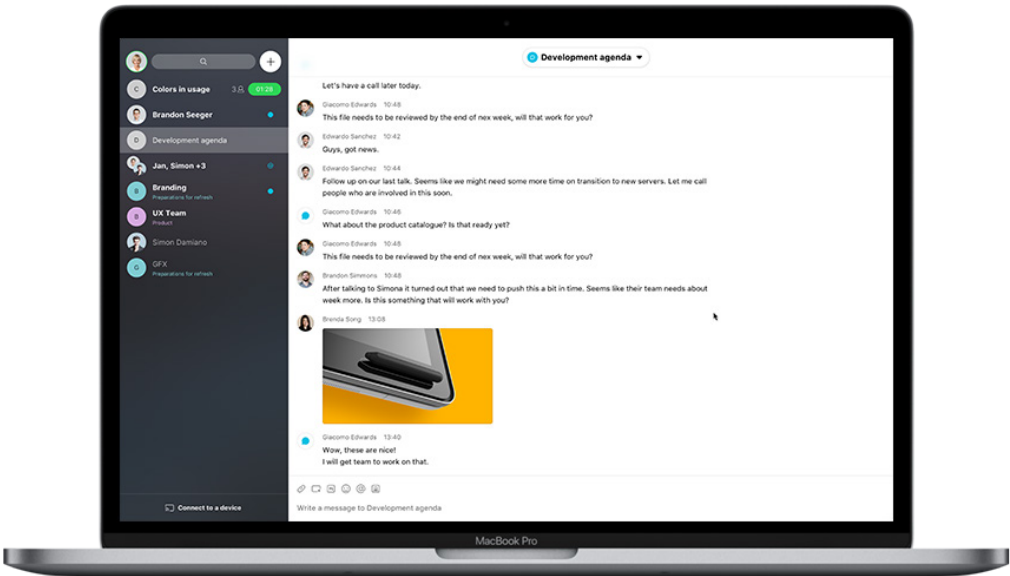 Development agenda
C
Colors in usage
3
01:28
Brandon Seeger
D
Development agenda
Jan, Simon +3
B
Branding
Preparations for refresh
B
UX Team
Product
Simon Damiano
G
GFX
Preparations for refresh
Connect to a device
Let's have a call later today.
Giacomo Edwards 10:48
This file needs to be reviewed by the end of nex week, will that work for you?
Edwardo Sanchez 10:42
Guys, got news.
Edwardo Sanchez 10:44
Follow up on our last talk. Seems like we might need some more time on transition to new servers. Let me call
people who are involved in this soon.
Giacomo Edwards 10:46
What about the product catalogue? Is that ready yet?
Giacomo Edwards 10:48
This file needs to be reviewed by the end of nex week, will that work for you?
Brandon Simmons 10:48
After talking to Simona it turned out that we need to push this a bit in time. Seems like their team needs about
week more. Is this something that will work with you?
Brenda Song 13:08
Giacomo Edwards 13:40
Wow, these are nice!
I will get team to work on that.
Write a message to Development agenda
MacBook Pro